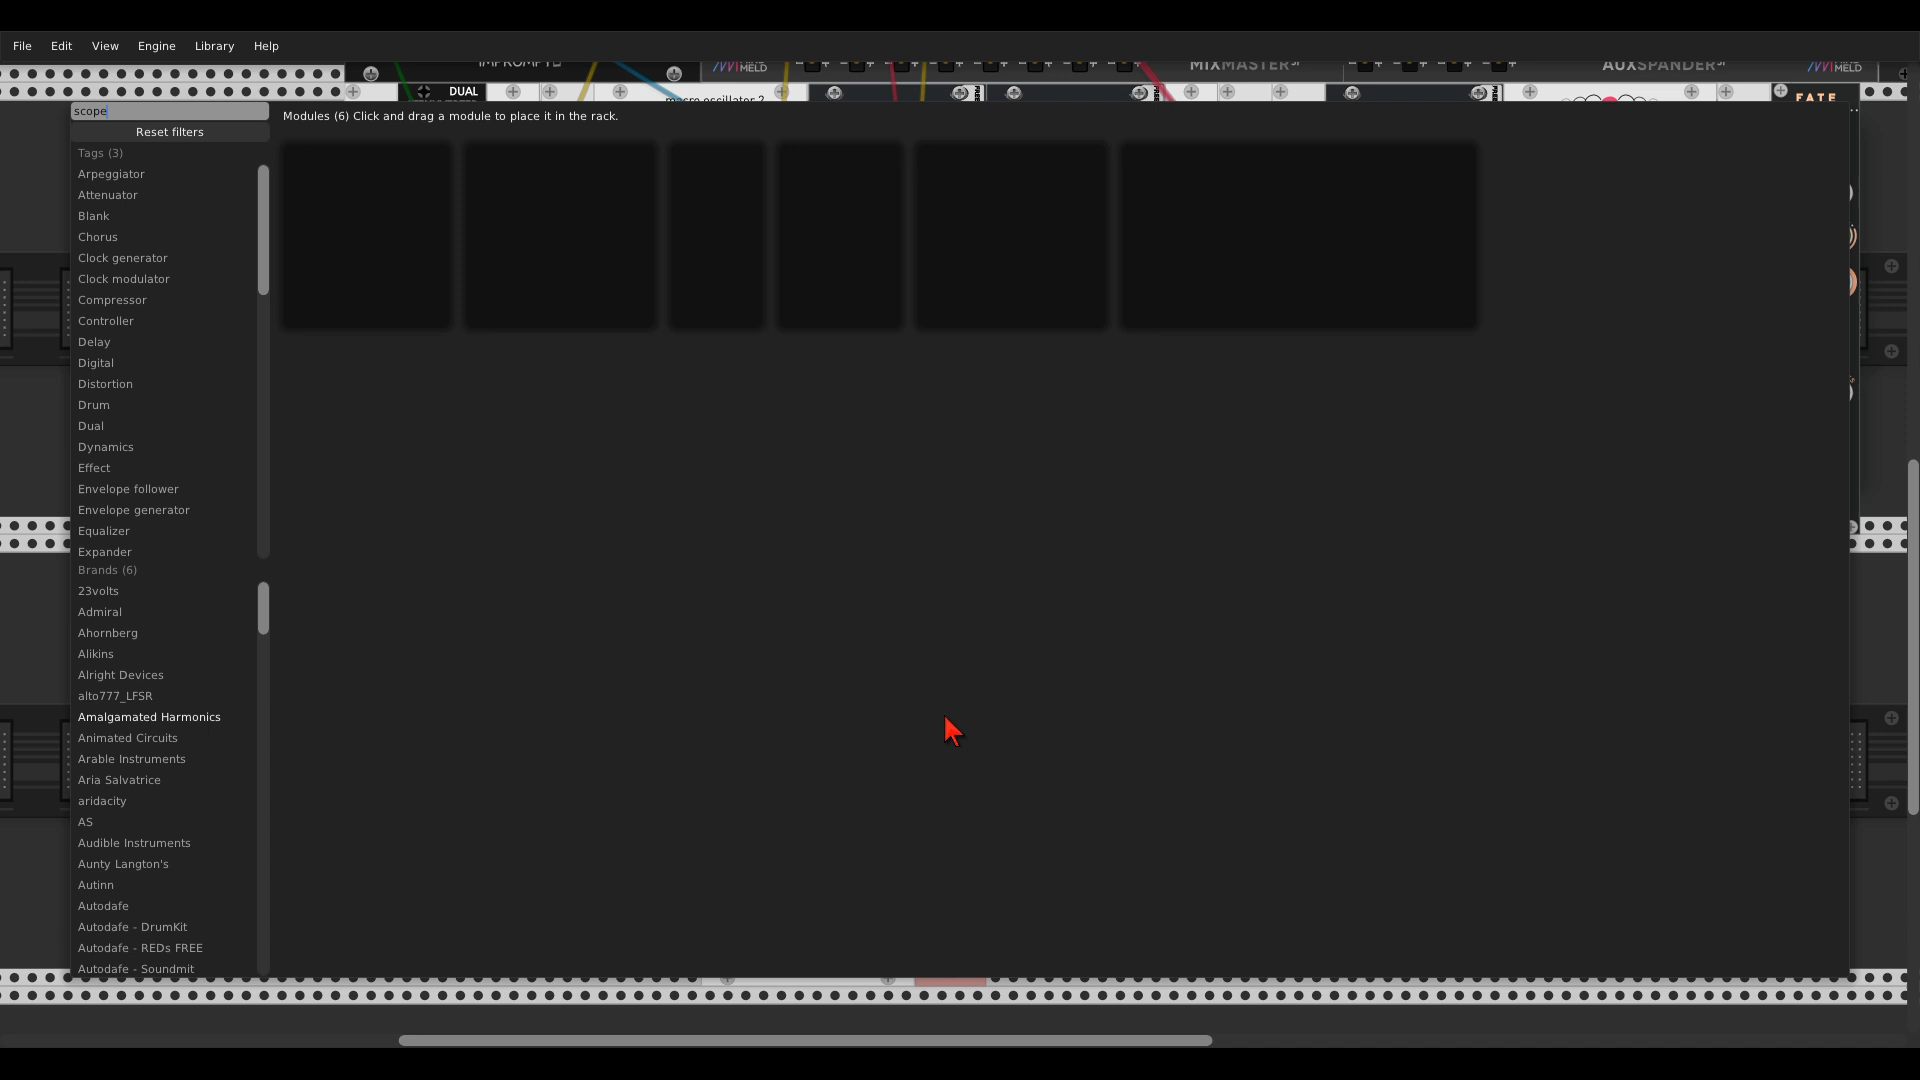 File Edit View Engine Library Help
MELD MIXMASTER JR AUXSPANDER JR MELD
DUAL FATE
scope
Modules (6) Click and drag a module to place it in the rack.
Reset filters
Tags (3)
Arpeggiator
Attenuator
Blank
Chorus
Clock generator
Clock modulator
Compressor
Controller
Delay
Digital
Distortion
Drum
Dual
Dynamics
Effect
Envelope follower
Envelope generator
Equalizer
Expander
Brands (6)
23volts
Admiral
Ahornberg
Alikins
Alright Devices
alto777_LFSR
Amalgamated Harmonics
Animated Circuits
Arable Instruments
Aria Salvatrice
aridacity
AS
Audible Instruments
Aunty Langton's
Autinn
Autodafe
Autodafe - DrumKit
Autodafe - REDs FREE
Autodafe - Soundmit